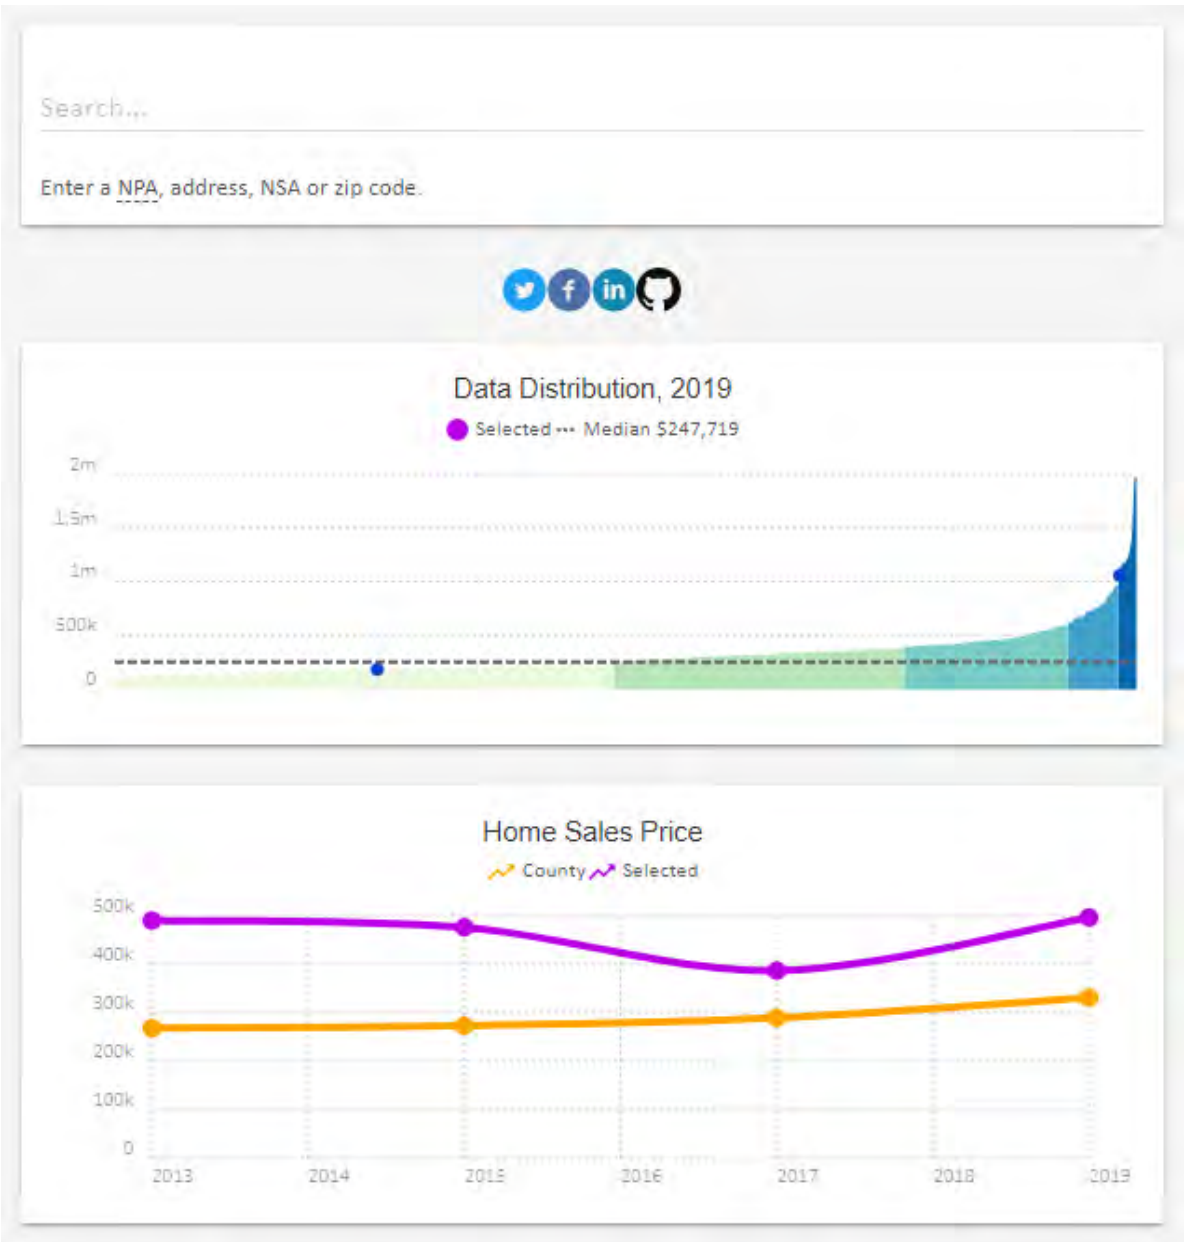 Search...
Enter a NPA, address, NSA or zip code.
in
Data Distribution, 2019
Selected Median $247,719
2m
1.5m
1m
500k
0
Home Sales Price
County Selected
500k
400k
300k
200k
100k
0
2013 2014 2015 2016 2017 2018 2019